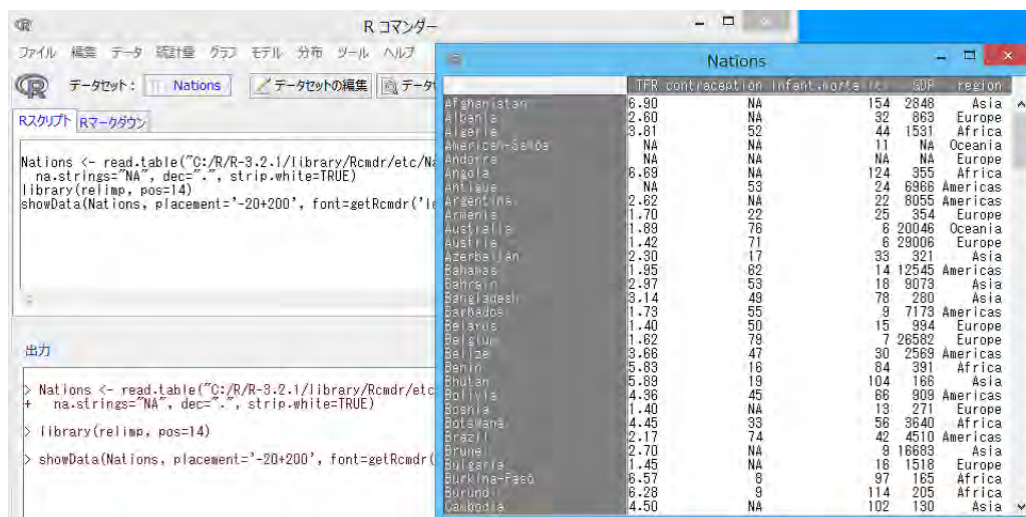 R コマンダー
ファイル 編集 データ 統計量 グラフ モデル 分布 ツール ヘルプ
データセット: Nations データセットの編集 データ
Rスクリプト Rマークダウン
Nations <- read.table("C:/R/R-3.2.1/library/Rcmdr/etc/Na
na.strings="NA", dec=".", strip.white=TRUE)
library(relimp, pos=14)
showData(Nations, placement='-20+200', font=getRcmdr('l
出力
> Nations <- read.table("C:/R/R-3.2.1/library/Rcmdr/etc
+ na.strings="NA", dec=".", strip.white=TRUE)
> library(relimp, pos=14)
> showData(Nations, placement='-20+200', font=getRcmdr(
Nations
TFR contraception infant.mortality GDP region
Afghanistan 6.90 NA 154 2848 Asia
Albania 2.60 NA 32 863 Europe
Algeria 3.81 52 44 1531 Africa
American-Samoa NA NA 11 NA Oceania
Andorra NA NA NA NA Europe
Angola 6.69 NA 124 355 Africa
Antigua NA 53 24 6966 Americas
Argentina 2.62 NA 22 8055 Americas
Armenia 1.70 22 25 354 Europe
Australia 1.89 76 6 20046 Oceania
Austria 1.42 71 6 29006 Europe
Azerbaijan 2.30 17 33 321 Asia
Bahamas 1.95 62 14 12545 Americas
Bahrain 2.97 53 18 9073 Asia
Bangladesh 3.14 49 78 280 Asia
Barbados 1.73 55 9 7173 Americas
Belarus 1.40 50 15 994 Europe
Belgium 1.62 79 7 26582 Europe
Belize 3.66 47 30 2569 Americas
Benin 5.83 16 84 391 Africa
Bhutan 5.89 19 104 166 Asia
Bolivia 4.36 45 66 909 Americas
Bosnia 1.40 NA 13 271 Europe
Botswana 4.45 33 56 3640 Africa
Brazil 2.17 74 42 4510 Americas
Brunei 2.70 NA 9 16683 Asia
Bulgaria 1.45 NA 16 1518 Europe
Burkina-Faso 6.57 8 97 165 Africa
Burundi 6.28 9 114 205 Africa
Cambodia 4.50 NA 102 130 Asia